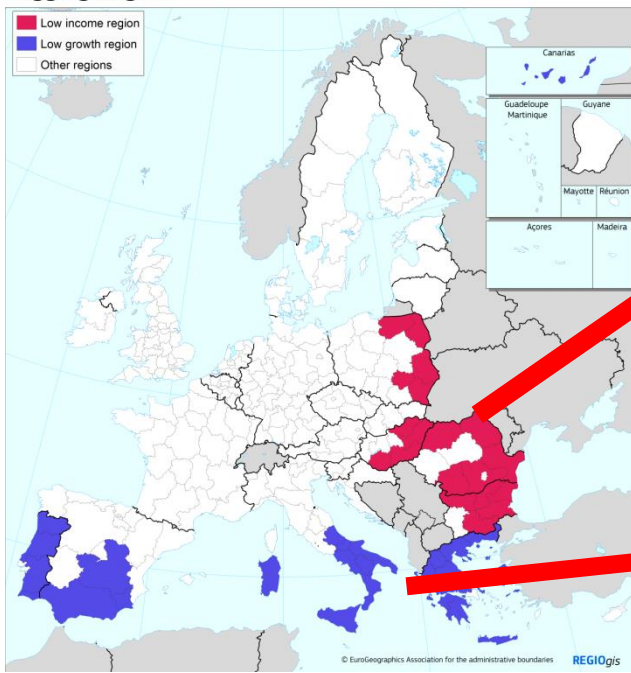 Low income region
Low growth region
Other regions
Canarias
Guadeloupe
Martinique
Guyane
Mayotte
Réunion
Açores
Madeira
© EuroGeographics Association for the administrative boundaries
REGIOgis